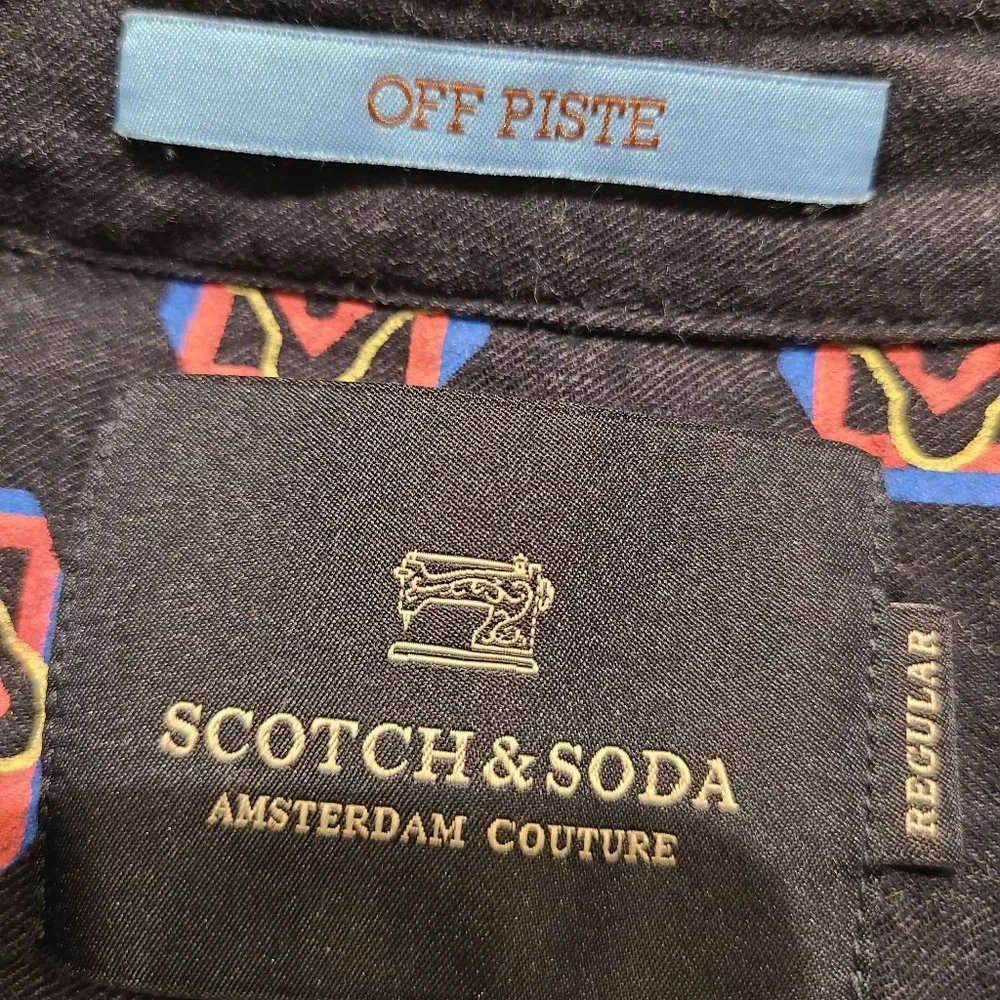 OFF PISTE
SCOTCH & SODA
AMSTERDAM COUTURE
REGULAR